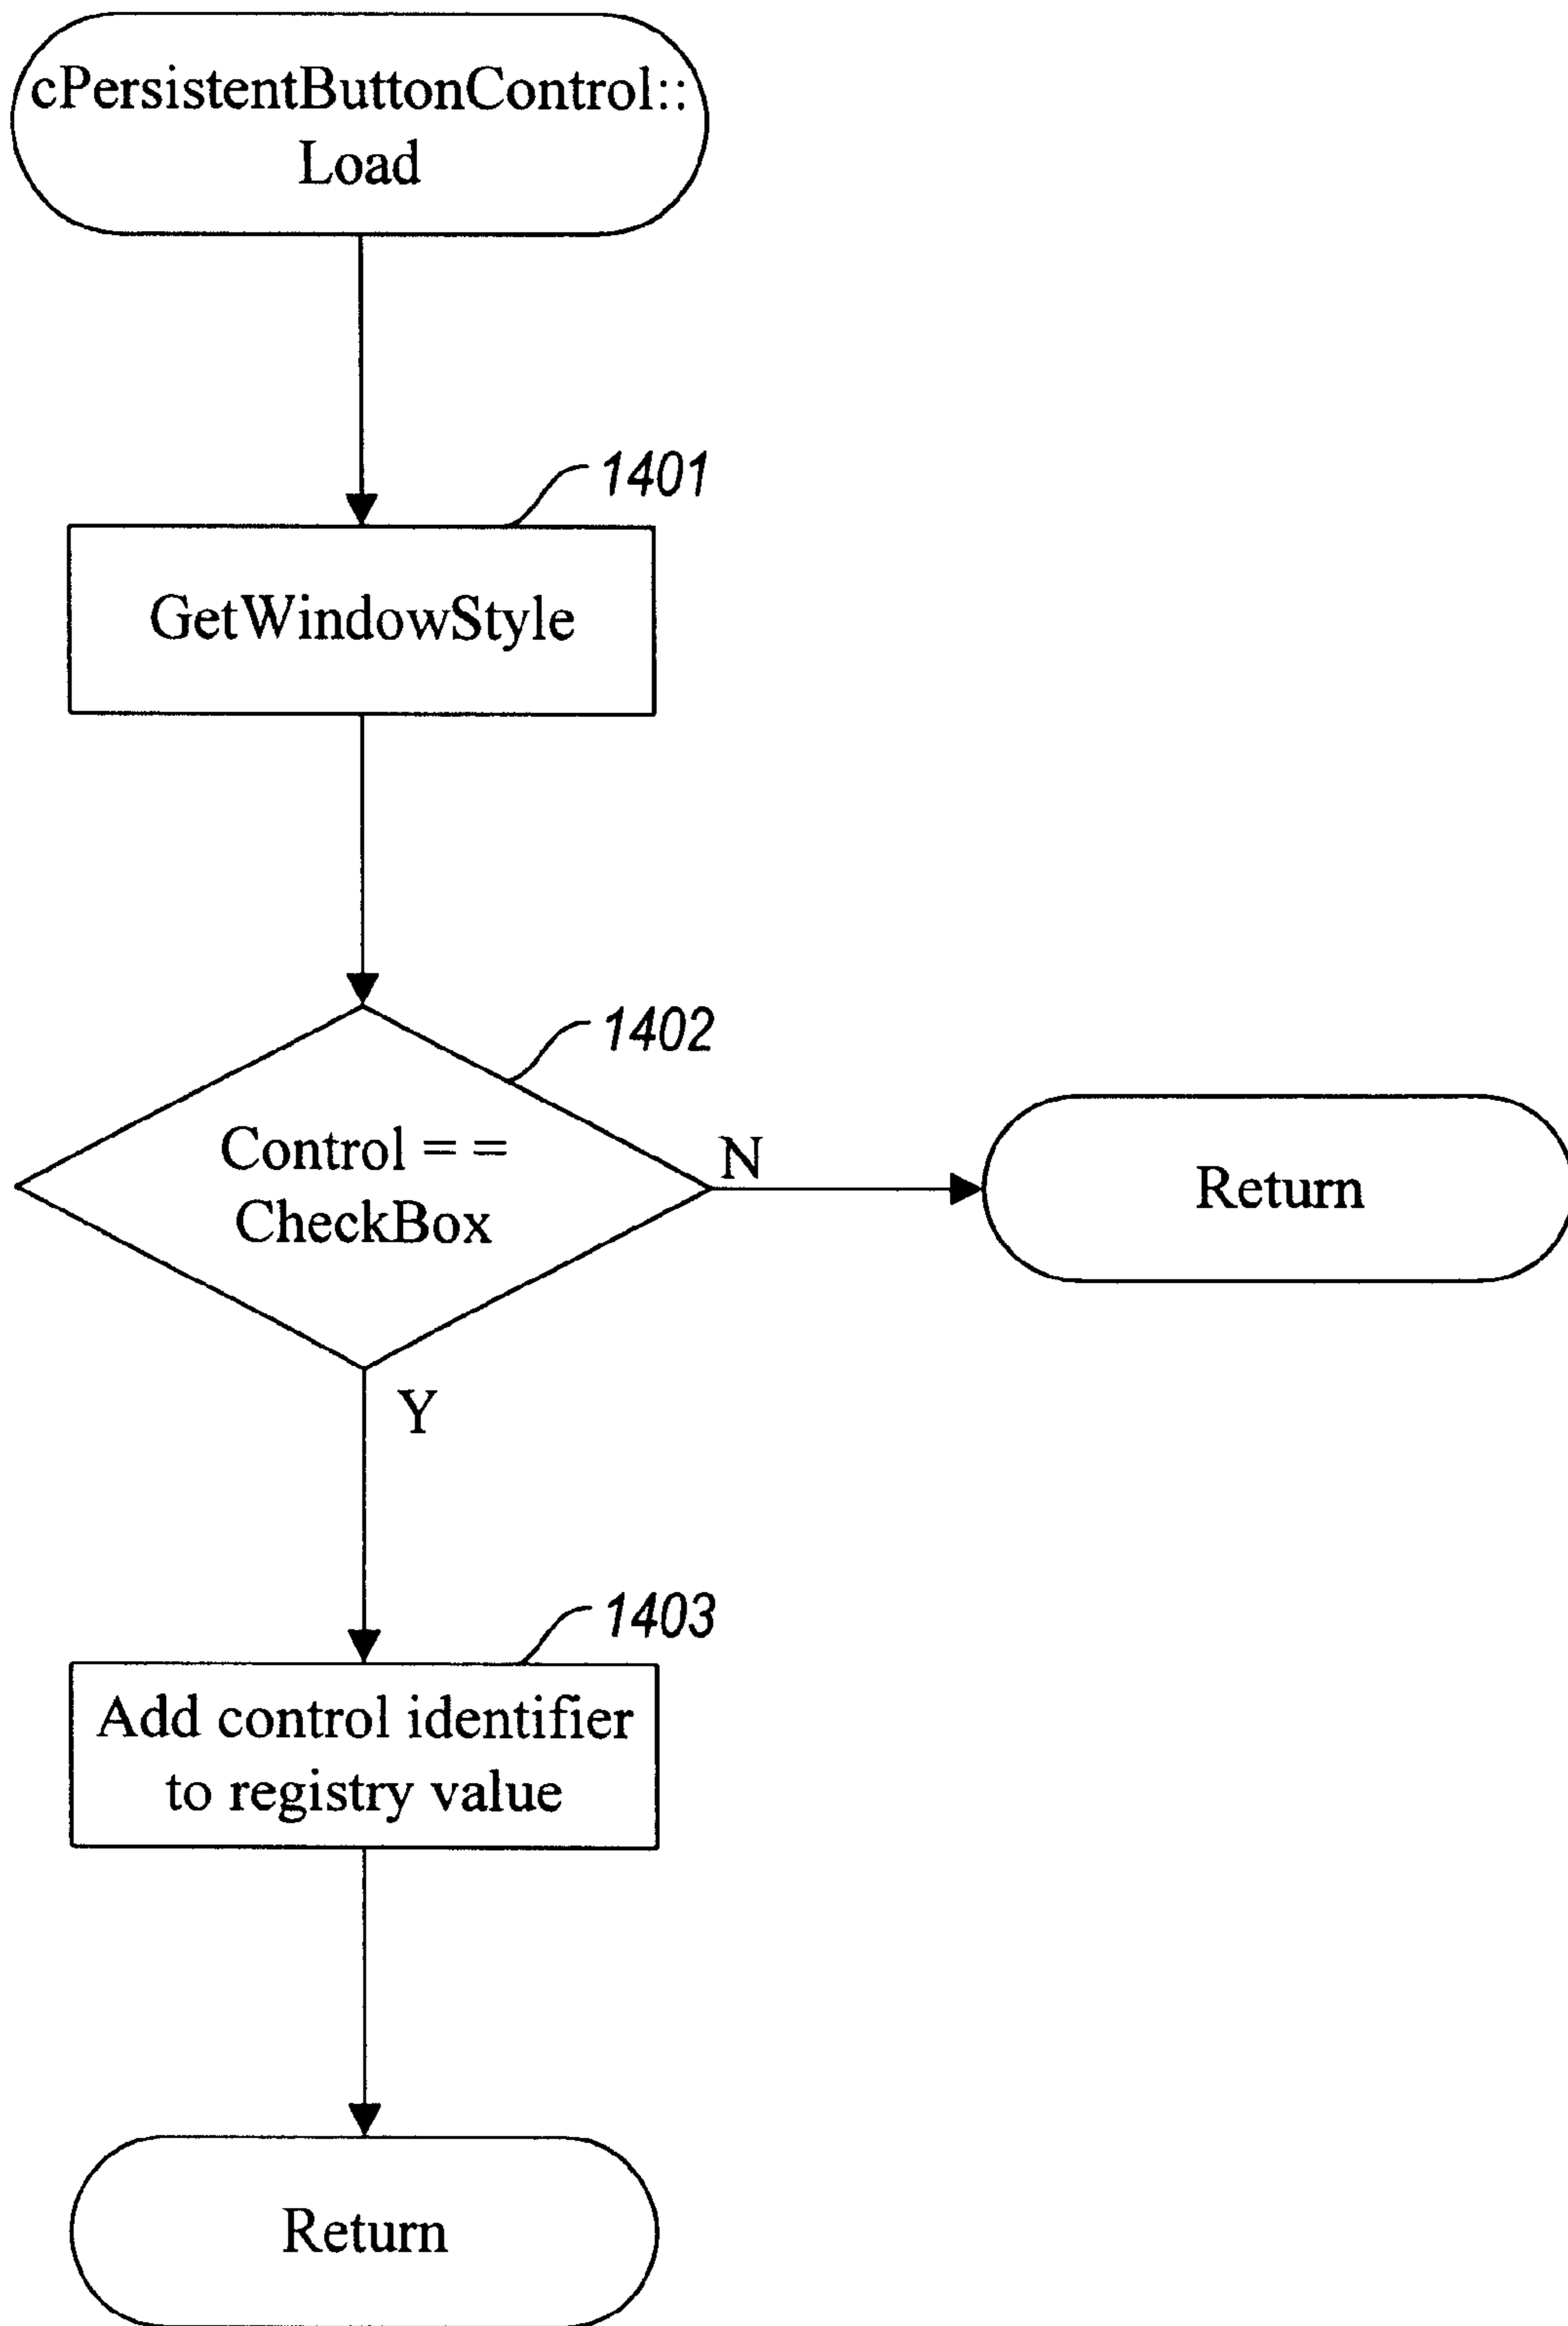 cPersistentButtonControl::
Load
1401
GetWindowStyle
1402
Control = =
CheckBox
N
Return
Y
1403
Add control identifier
to registry value
Return